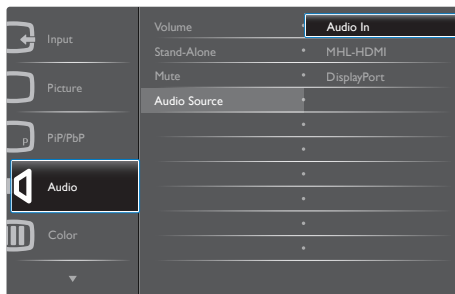 Input
Picture
PiP/PbP
P
Audio
Color
Volume
Stand-Alone
Mute
Audio Source
Audio In
MHL-HDMI
DisplayPort